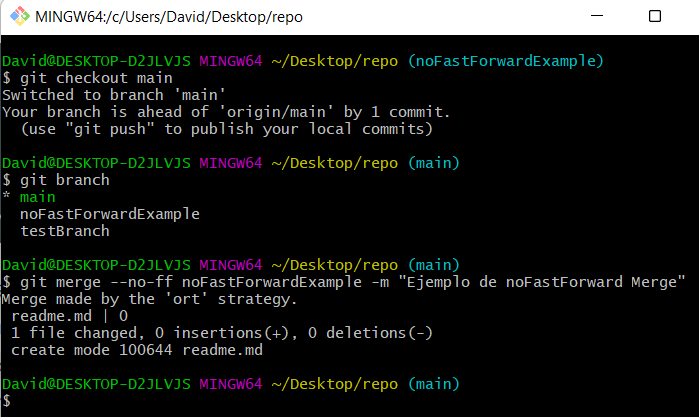 MINGW64:/c/Users/David/Desktop/repo
David@DESKTOP-D2JLVJS MINGW64 ~/Desktop/repo (noFastForwardExample)
$ git checkout main
Switched to branch 'main'
Your branch is ahead of 'origin/main' by 1 commit.
  (use "git push" to publish your local commits)
David@DESKTOP-D2JLVJS MINGW64 ~/Desktop/repo (main)
$ git branch
* main
  noFastForwardExample
  testBranch
David@DESKTOP-D2JLVJS MINGW64 ~/Desktop/repo (main)
$ git merge --no-ff noFastForwardExample -m "Ejemplo de noFastForward Merge"
Merge made by the 'ort' strategy.
 readme.md | 0
 1 file changed, 0 insertions(+), 0 deletions(-)
 create mode 100644 readme.md
David@DESKTOP-D2JLVJS MINGW64 ~/Desktop/repo (main)
$